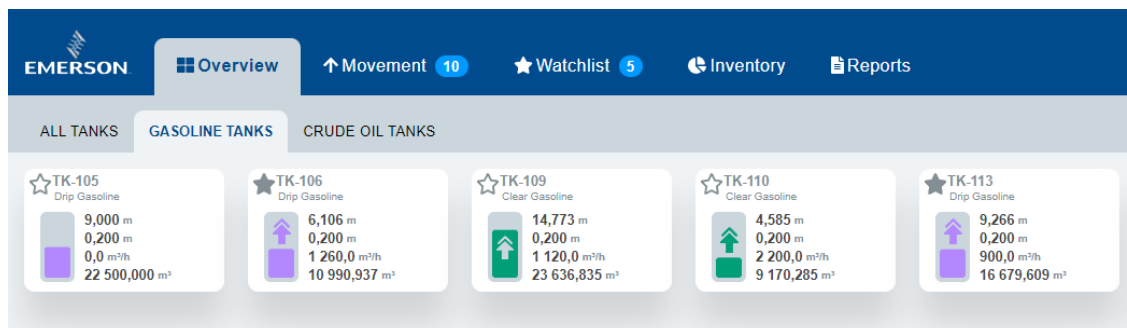 EMERSON.
Overview
Movement 10
Watchlist 5
Inventory
Reports
ALL TANKS
GASOLINE TANKS
CRUDE OIL TANKS
TK-105
Drip Gasoline
9,000 m
0,200 m
0,0 m³/h
22 500,000 m³
TK-106
Drip Gasoline
6,106 m
0,200 m
1 260,0 m³/h
10 990,937 m³
TK-109
Clear Gasoline
14,773 m
0,200 m
1 120,0 m³/h
23 636,835 m³
TK-110
Clear Gasoline
4,585 m
0,200 m
2 200,0 m³/h
9 170,285 m³
TK-113
Drip Gasoline
9,266 m
0,200 m
900,0 m³/h
16 679,609 m³